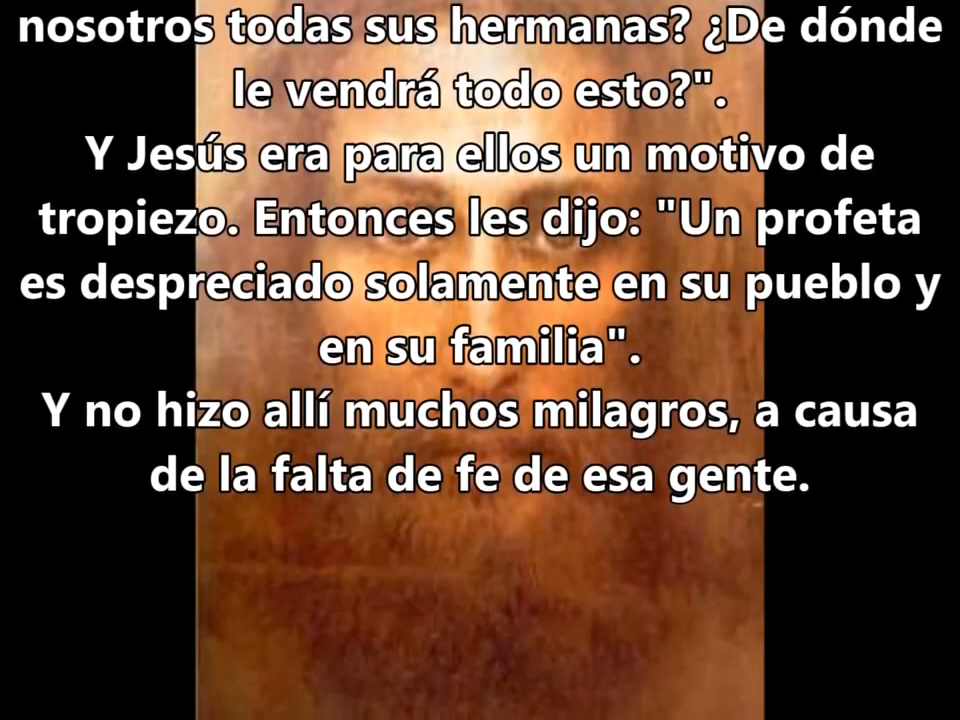 nosotros todas sus hermanas? ¿De dónde
le vendrá todo esto?".
Y Jesús era para ellos un motivo de
tropiezo. Entonces les dijo: "Un profeta
es despreciado solamente en su pueblo y
en su familia".
Y no hizo allí muchos milagros, a causa
de la falta de fe de esa gente.